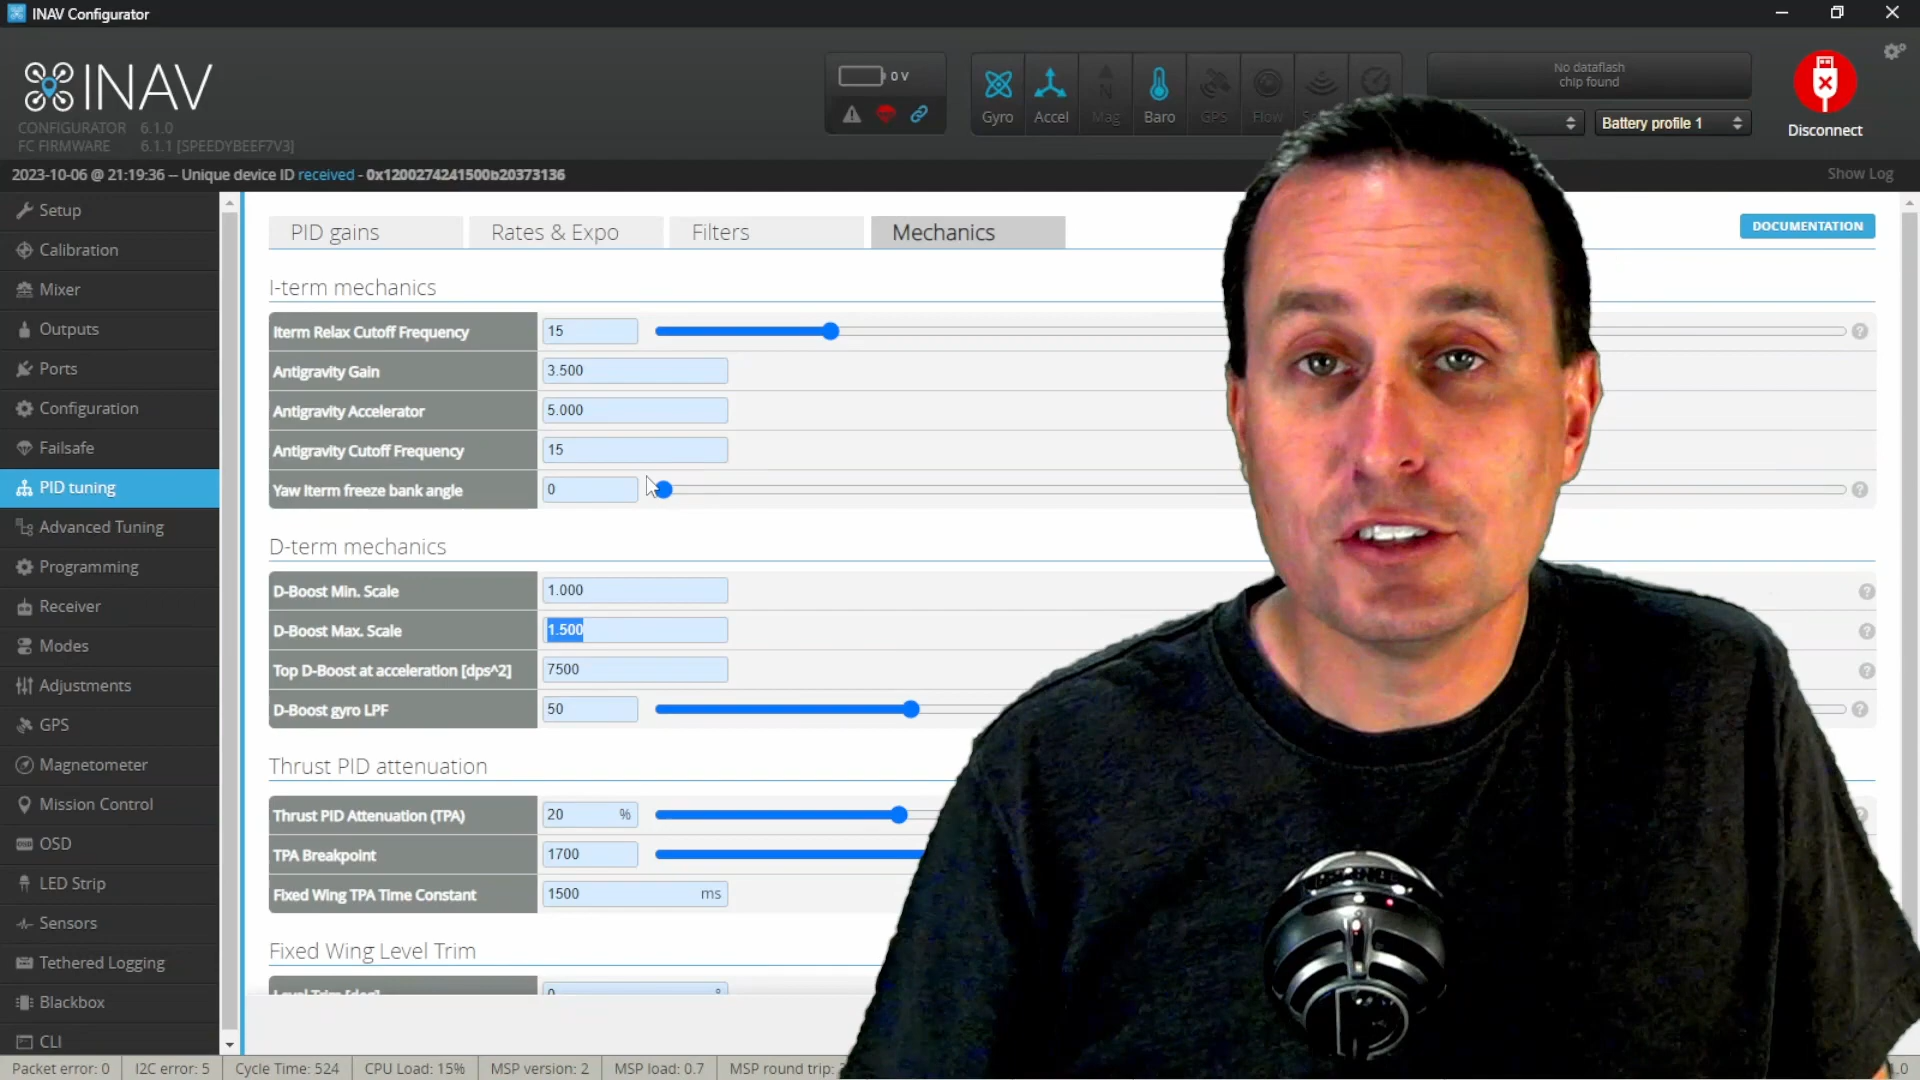 INAV Configurator
INAV
0 V
CONFIGURATOR 6.1.0
FC FIRMWARE 6.1.1 [SPEEDYBEEF7V3]
Gyro
Accel
Mag
Baro
GPS
Flow
No dataflash
chip found
Battery profile 1
Disconnect
2023-10-06 @ 21:19:36 -- Unique device ID received - 0x1200274241500b20373136
Show Log
Setup
Calibration
Mixer
Outputs
Ports
Configuration
Failsafe
PID tuning
Advanced Tuning
Programming
Receiver
Modes
Adjustments
GPS
Magnetometer
Mission Control
OSD
LED Strip
Sensors
Tethered Logging
Blackbox
CLI
PID gains
Rates & Expo
Filters
Mechanics
DOCUMENTATION
I-term mechanics
Iterm Relax Cutoff Frequency 15
Antigravity Gain 3.500
Antigravity Accelerator 5.000
Antigravity Cutoff Frequency 15
Yaw Iterm freeze bank angle 0
D-term mechanics
D-Boost Min. Scale 1.000
D-Boost Max. Scale 1.500
Top D-Boost at acceleration [dps^2] 7500
D-Boost gyro LPF 50
Thrust PID attenuation
Thrust PID Attenuation (TPA) 20 %
TPA Breakpoint 1700
Fixed Wing TPA Time Constant 1500 ms
Fixed Wing Level Trim
Level Trim [deg] 0 °
Packet error: 0
I2C error: 5
Cycle Time: 524
CPU Load: 15%
MSP version: 2
MSP load: 0.7
MSP round trip: